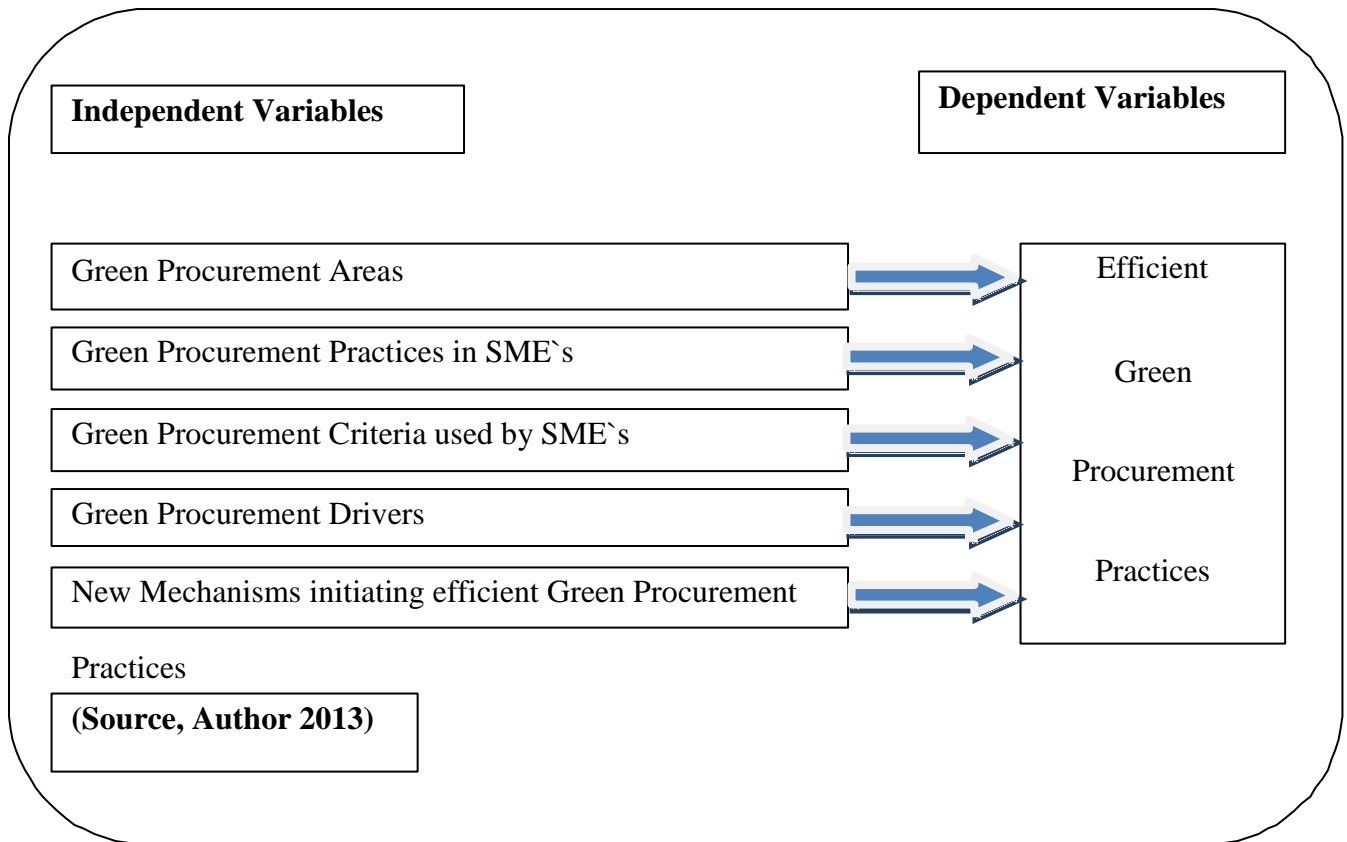 Independent Variables
Dependent Variables
Green Procurement Areas
Green Procurement Practices in SME`s
Green Procurement Criteria used by SME`s
Green Procurement Drivers
New Mechanisms initiating efficient Green Procurement
Practices
Efficient
Green
Procurement
Practices
(Source, Author 2013)